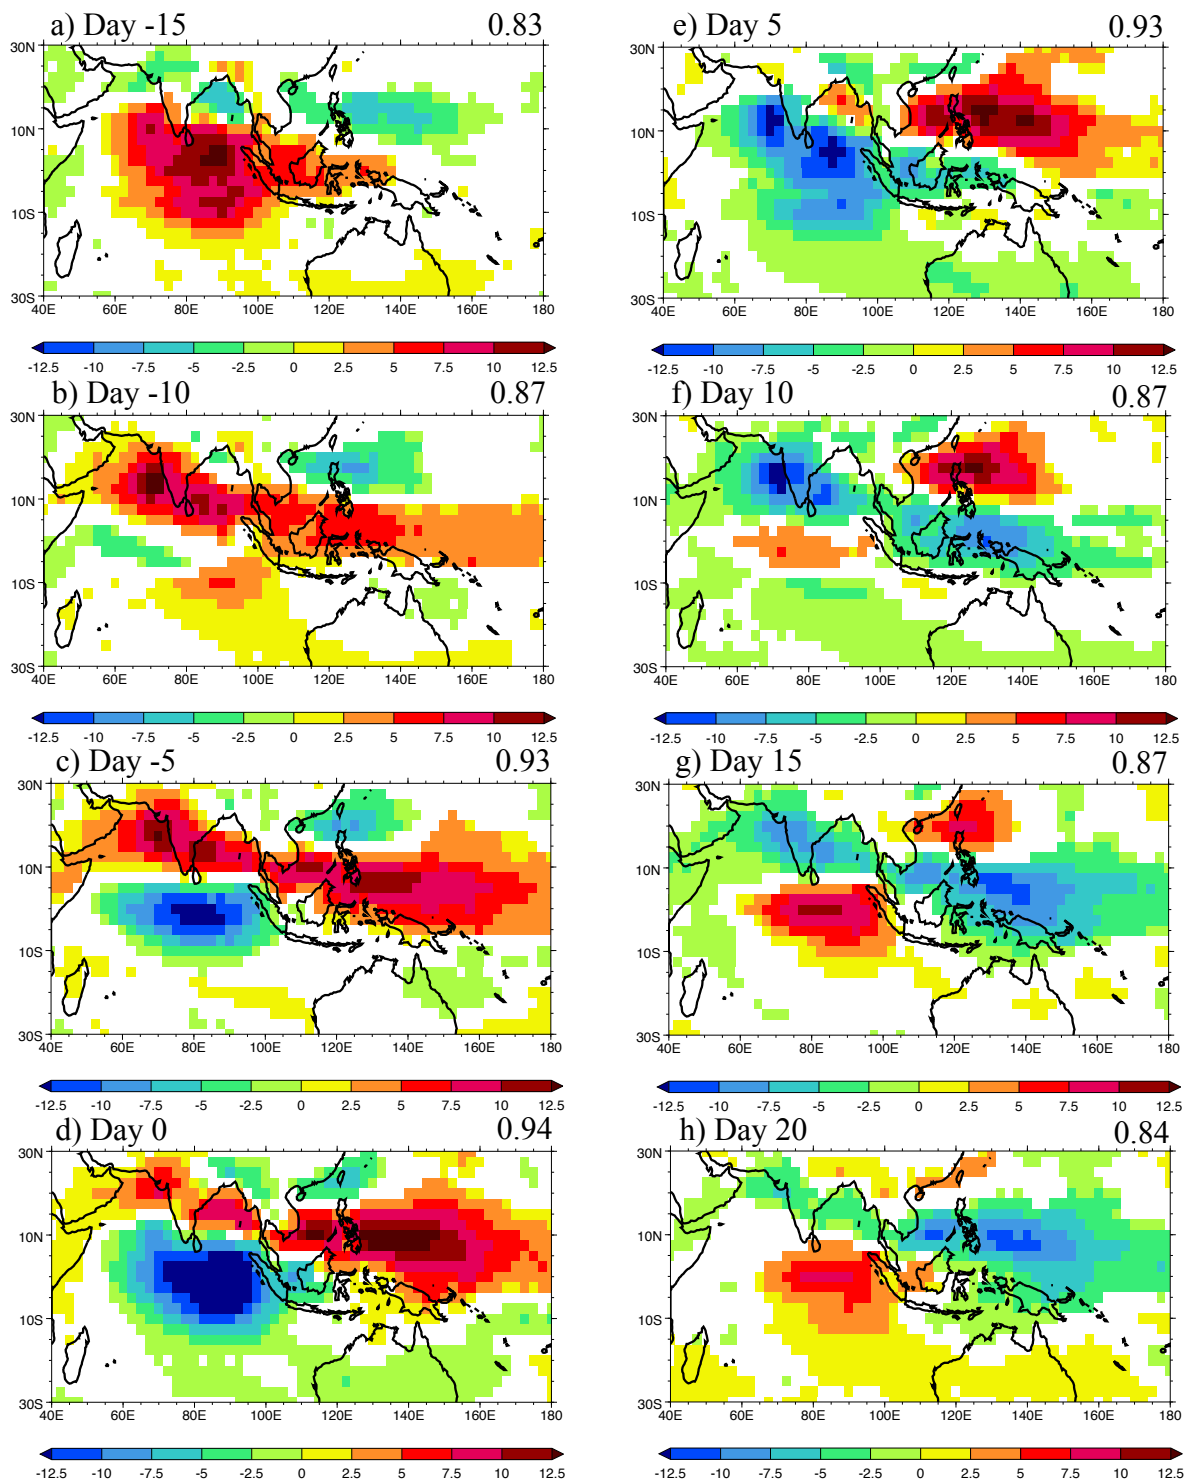 a) Day -15 0.83
30N
10N
10S
30S
40E 60E 80E 100E 120E 140E 160E 180
-12.5 -10 -7.5 -5 -2.5 0 2.5 5 7.5 10 12.5
b) Day -10 0.87
30N
10N
10S
30S
40E 60E 80E 100E 120E 140E 160E 180
-12.5 -10 -7.5 -5 -2.5 0 2.5 5 7.5 10 12.5
c) Day -5 0.93
30N
10N
10S
30S
40E 60E 80E 100E 120E 140E 160E 180
-12.5 -10 -7.5 -5 -2.5 0 2.5 5 7.5 10 12.5
d) Day 0 0.94
30N
10N
10S
30S
40E 60E 80E 100E 120E 140E 160E 180
-12.5 -10 -7.5 -5 -2.5 0 2.5 5 7.5 10 12.5
e) Day 5 0.93
30N
10N
10S
30S
40E 60E 80E 100E 120E 140E 160E 180
-12.5 -10 -7.5 -5 -2.5 0 2.5 5 7.5 10 12.5
f) Day 10 0.87
30N
10N
10S
30S
40E 60E 80E 100E 120E 140E 160E 180
-12.5 -10 -7.5 -5 -2.5 0 2.5 5 7.5 10 12.5
g) Day 15 0.87
30N
10N
10S
30S
40E 60E 80E 100E 120E 140E 160E 180
-12.5 -10 -7.5 -5 -2.5 0 2.5 5 7.5 10 12.5
h) Day 20 0.84
30N
10N
10S
30S
40E 60E 80E 100E 120E 140E 160E 180
-12.5 -10 -7.5 -5 -2.5 0 2.5 5 7.5 10 12.5